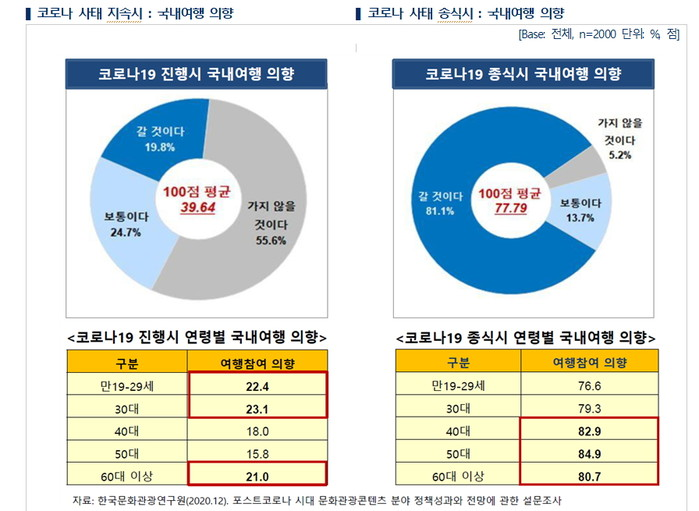 코로나 사태 지속시 : 국내여행 의향
코로나 사태 종식시 : 국내여행 의향
[Base: 전체, n=2000 단위: %, 점]
코로나19 진행시 국내여행 의향
갈 것이다
19.8%
보통이다
24.7%
100점 평균
39.64
가지 않을
것이다
55.6%
코로나19 종식시 국내여행 의향
가지 않을
것이다
5.2%
갈 것이다
81.1%
100점 평균
77.79
보통이다
13.7%
<코로나19 진행시 연령별 국내여행 의향>
구분 여행참여 의향
만19-29세 22.4
30대 23.1
40대 18.0
50대 15.8
60대 이상 21.0
<코로나19 종식시 연령별 국내여행 의향>
구분 여행참여 의향
만19-29세 76.6
30대 79.3
40대 82.9
50대 84.9
60대 이상 80.7
자료: 한국문화관광연구원(2020.12). 포스트코로나 시대 문화관광콘텐츠 분야 정책성과와 전망에 관한 설문조사